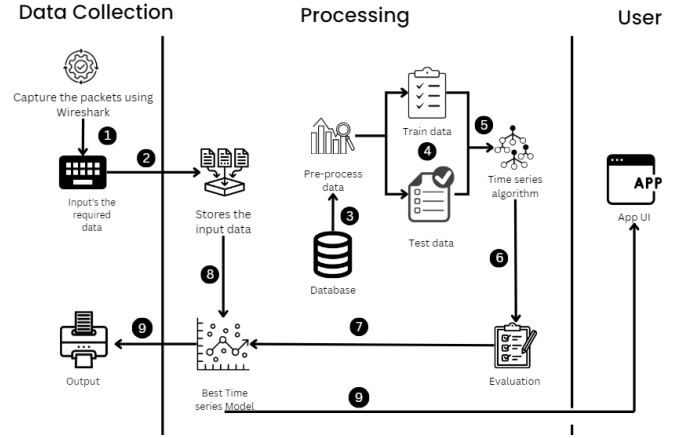 Data Collection
Processing
User
Capture the packets using
Wireshark
1
2
Input's the
required
data
Stores the
input data
3
Pre-process
data
Database
Train data
4
Test data
5
Time series
algorithm
6
APP
App UI
7
8
9
Output
Best Time
series Model
Evaluation
9